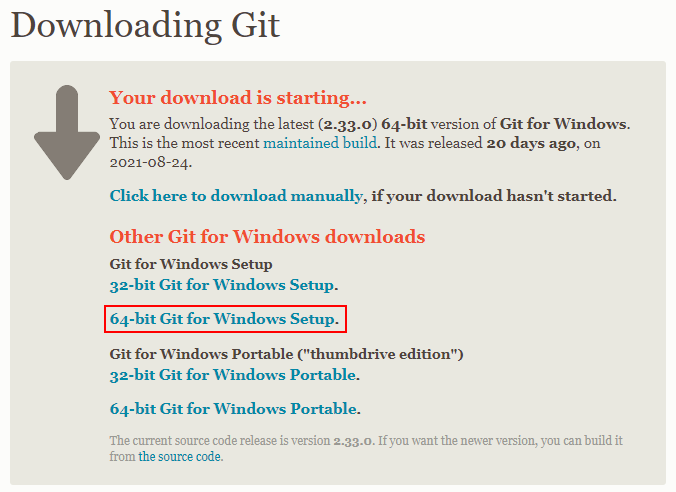 Downloading Git
Your download is starting...
You are downloading the latest (2.33.0) 64-bit version of Git for Windows.
This is the most recent maintained build. It was released 20 days ago, on
2021-08-24.
Click here to download manually, if your download hasn't started.
Other Git for Windows downloads
Git for Windows Setup
32-bit Git for Windows Setup.
64-bit Git for Windows Setup.
Git for Windows Portable ("thumbdrive edition")
32-bit Git for Windows Portable.
64-bit Git for Windows Portable.
The current source code release is version 2.33.0. If you want the newer version, you can build it
from the source code.